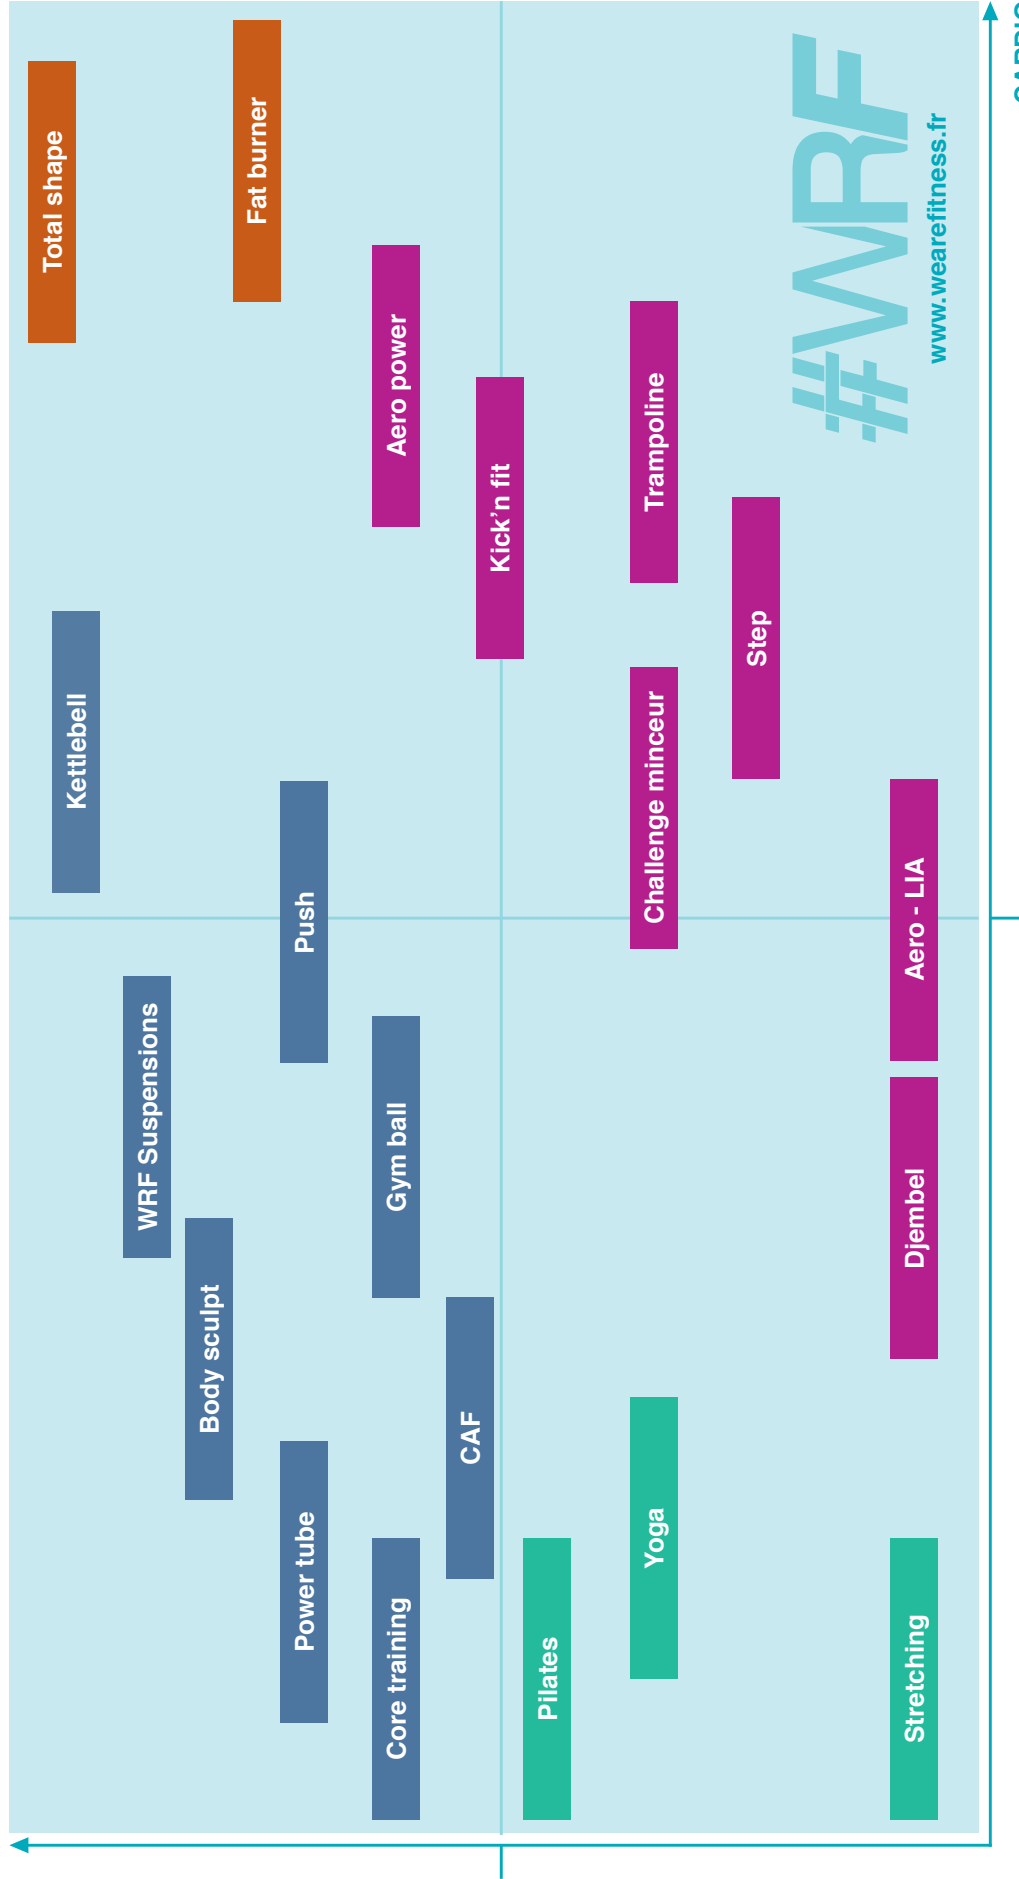 Total shape
Kettlebell
WRF Suspensions
Body sculpt
Fat burner
Power tube
Push
Core training
Gym ball
Aero power
CAF
Kick’n fit
Pilates
Yoga
Challenge minceur
Trampoline
Step
#WRF
Stretching
Djembel
Aero - LIA
www.wearefitness.fr
CARDIO